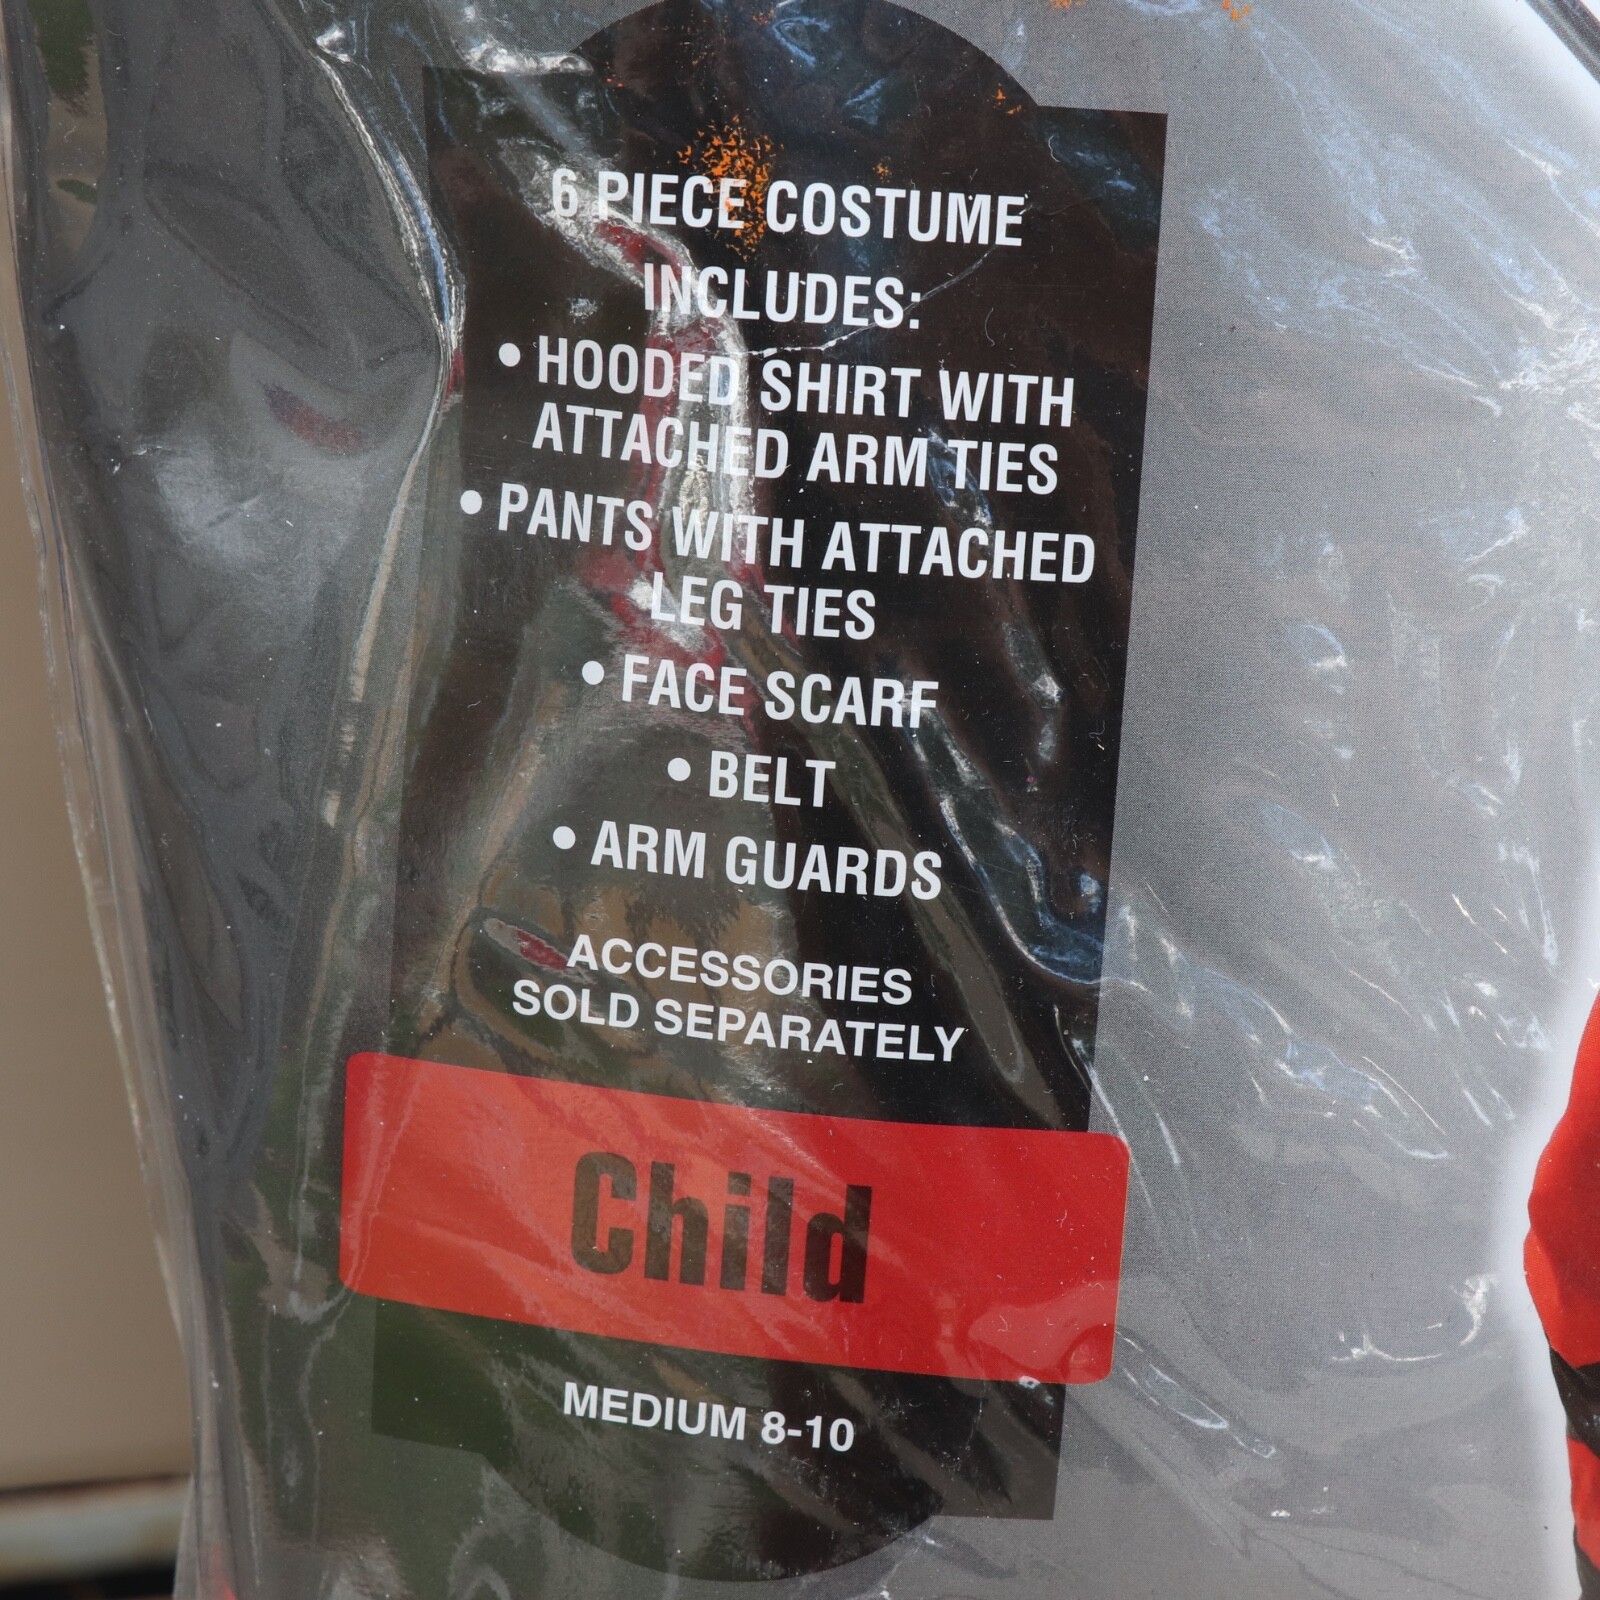 6 PIECE COSTUME
INCLUDES:
• HOODED SHIRT WITH
ATTACHED ARM TIES
• PANTS WITH ATTACHED
LEG TIES
• FACE SCARF
• BELT
• ARM GUARDS
ACCESSORIES
SOLD SEPARATELY
Child
MEDIUM 8-10